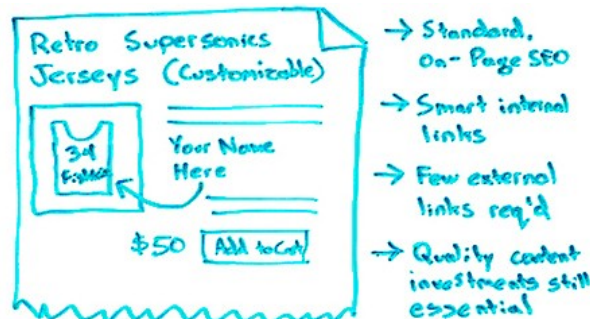 Retro Supersonics
Jerseys (Customizable)
34
Your Name
Here
$50
Add to Cart
→ Standard,
On-Page SEO
→ Smart internal
links
→ Few external
links req'd
→ Quality content
investments still
essential